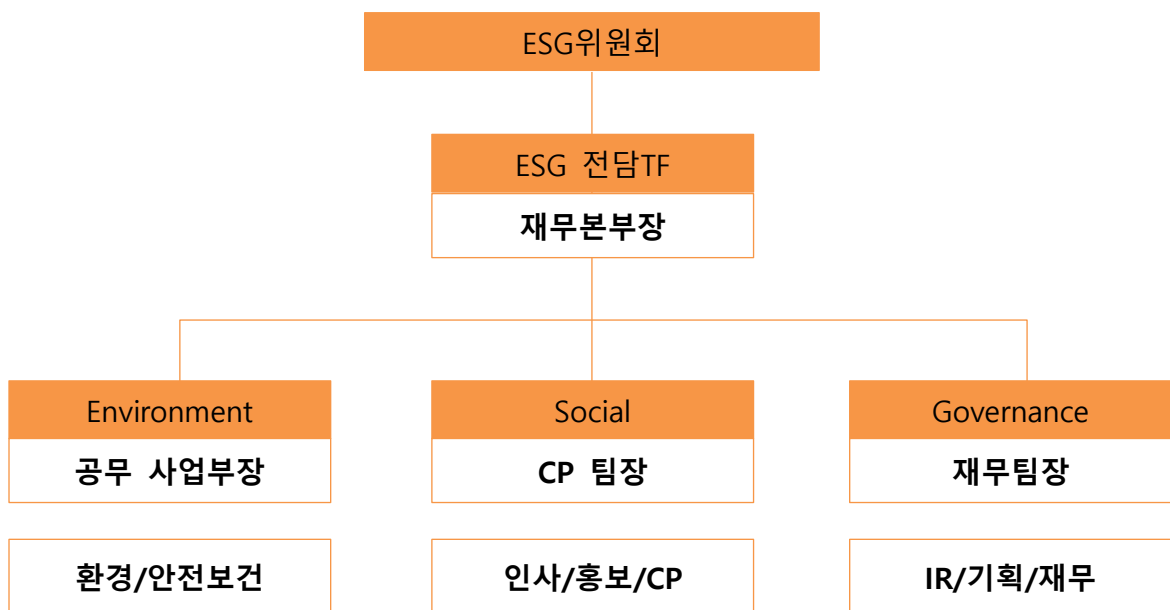 ESG위원회
ESG 전담TF
재무본부장
Environment
공무 사업부장
환경/안전보건
Social
CP 팀장
인사/홍보/CP
Governance
재무팀장
IR/기획/재무